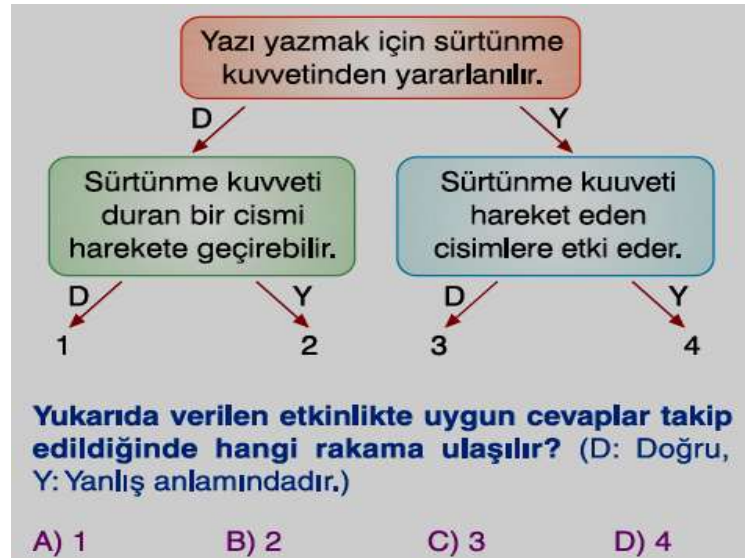 Yazı yazmak için sürtünme
kuvvetinden yararlanılır.
D
Y
Sürtünme kuvveti
duran bir cismi
harekete geçirebilir.
Sürtünme kuuveti
hareket eden
cisimlere etki eder.
D
Y
D
Y
1
2
3
4
Yukarıda verilen etkinlikte uygun cevaplar takip
edildiğinde hangi rakama ulaşılır? (D: Doğru,
Y: Yanlış anlamındadır.)
A) 1
B) 2
C) 3
D) 4